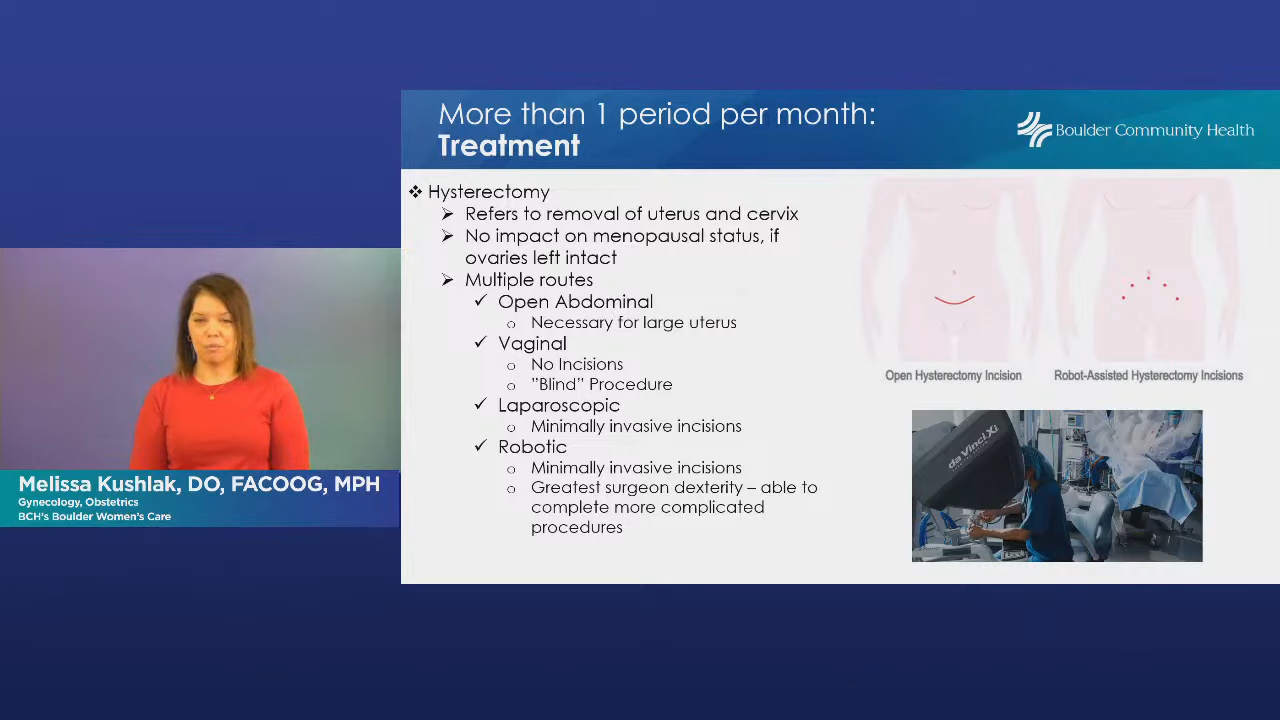 More than 1 period per month:
Treatment
Boulder Community Health
❖ Hysterectomy
➢ Refers to removal of uterus and cervix
➢ No impact on menopausal status, if
ovaries left intact
➢ Multiple routes
✓ Open Abdominal
o Necessary for large uterus
✓ Vaginal
o No Incisions
o ”Blind” Procedure
✓ Laparoscopic
o Minimally invasive incisions
✓ Robotic
o Minimally invasive incisions
o Greatest surgeon dexterity – able to
complete more complicated
procedures
Open Hysterectomy Incision
Robot-Assisted Hysterectomy Incisions
da Vinci Xi
Melissa Kushlak, DO, FACOOG, MPH
Gynecology, Obstetrics
BCH's Boulder Women's Care